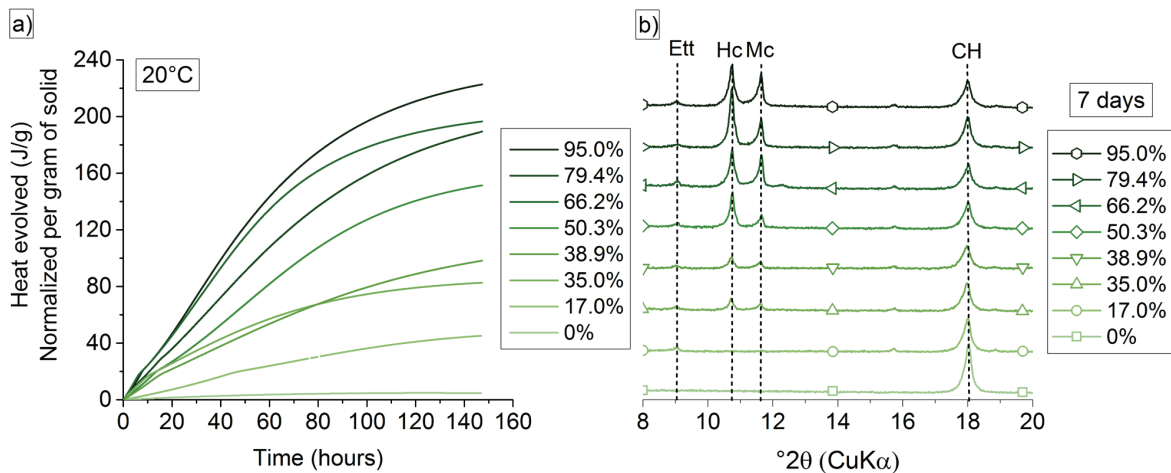 a)
20°C
Heat evolved (J/g)
Normalized per gram of solid
240
200
160
120
80
40
0
0 20 40 60 80 100 120 140 160
Time (hours)
95.0%
79.4%
66.2%
50.3%
38.9%
35.0%
17.0%
0%
b)
Ett Hc Mc CH
8 10 12 14 16 18 20
°2θ (CuKα)
7 days
95.0%
79.4%
66.2%
50.3%
38.9%
35.0%
17.0%
0%